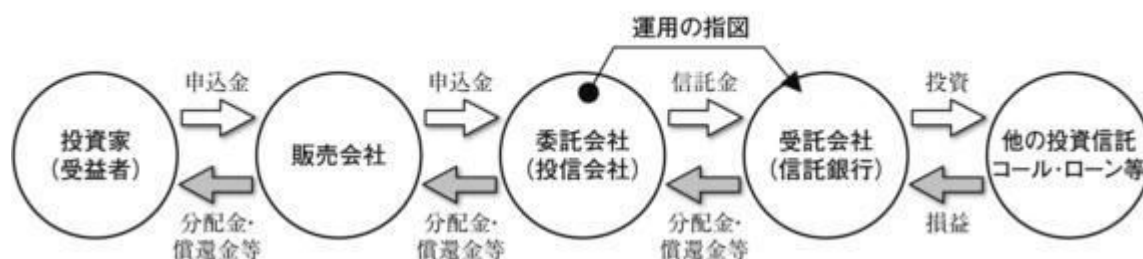 運用の指図
申込金
申込金
信託金
投資
投資家
(受益者)
販売会社
委託会社
(投信会社)
受託会社
(信託銀行)
他の投資信託
コール・ローン等
分配金・
償還金等
分配金・
償還金等
分配金・
償還金等
損益